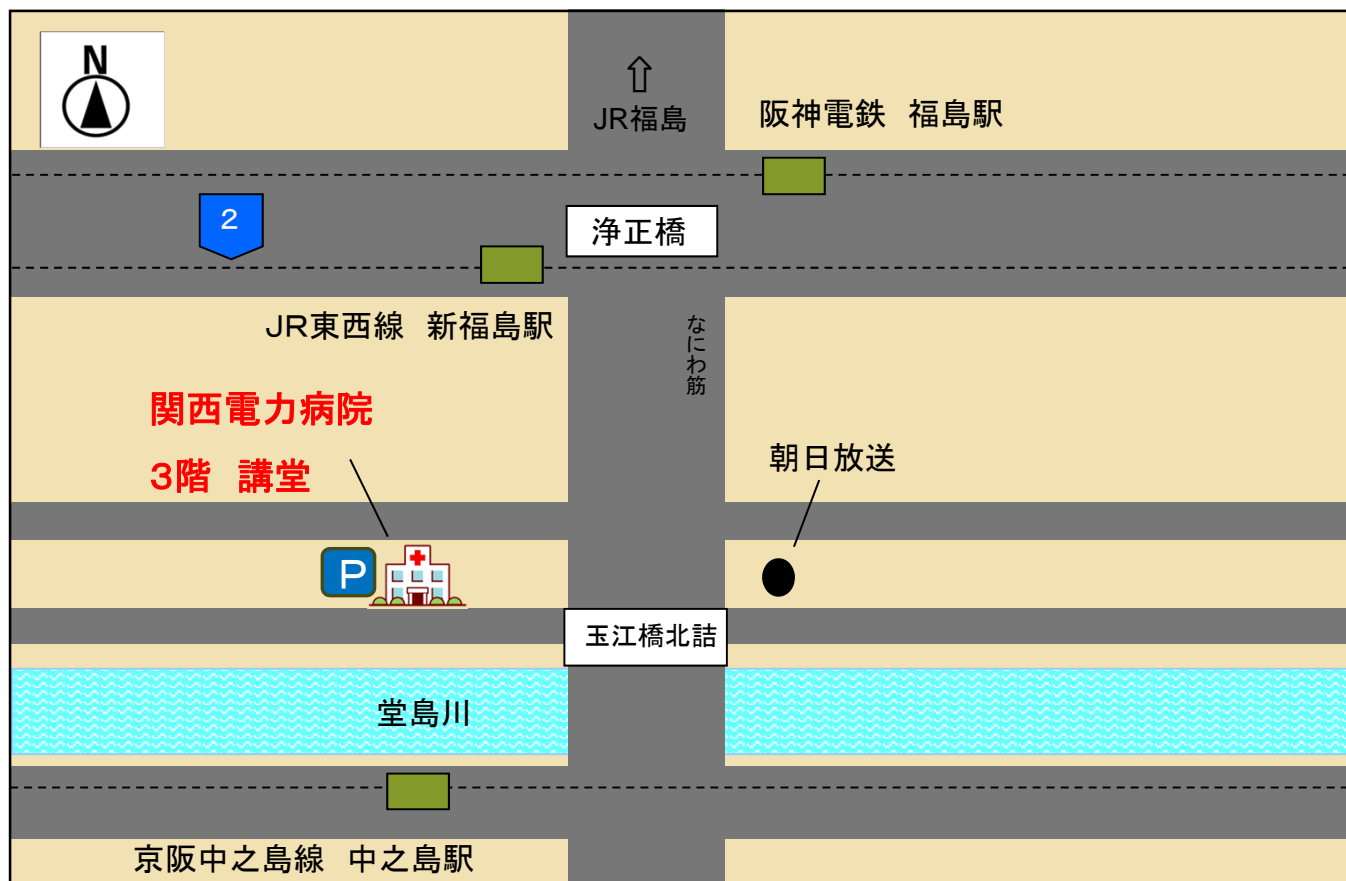 N
JR福島
阪神電鉄　福島駅
２
浄正橋
JR東西線　新福島駅
なにわ筋
関西電力病院
３階　講堂
朝日放送
P
玉江橋北詰
堂島川
京阪中之島線　中之島駅